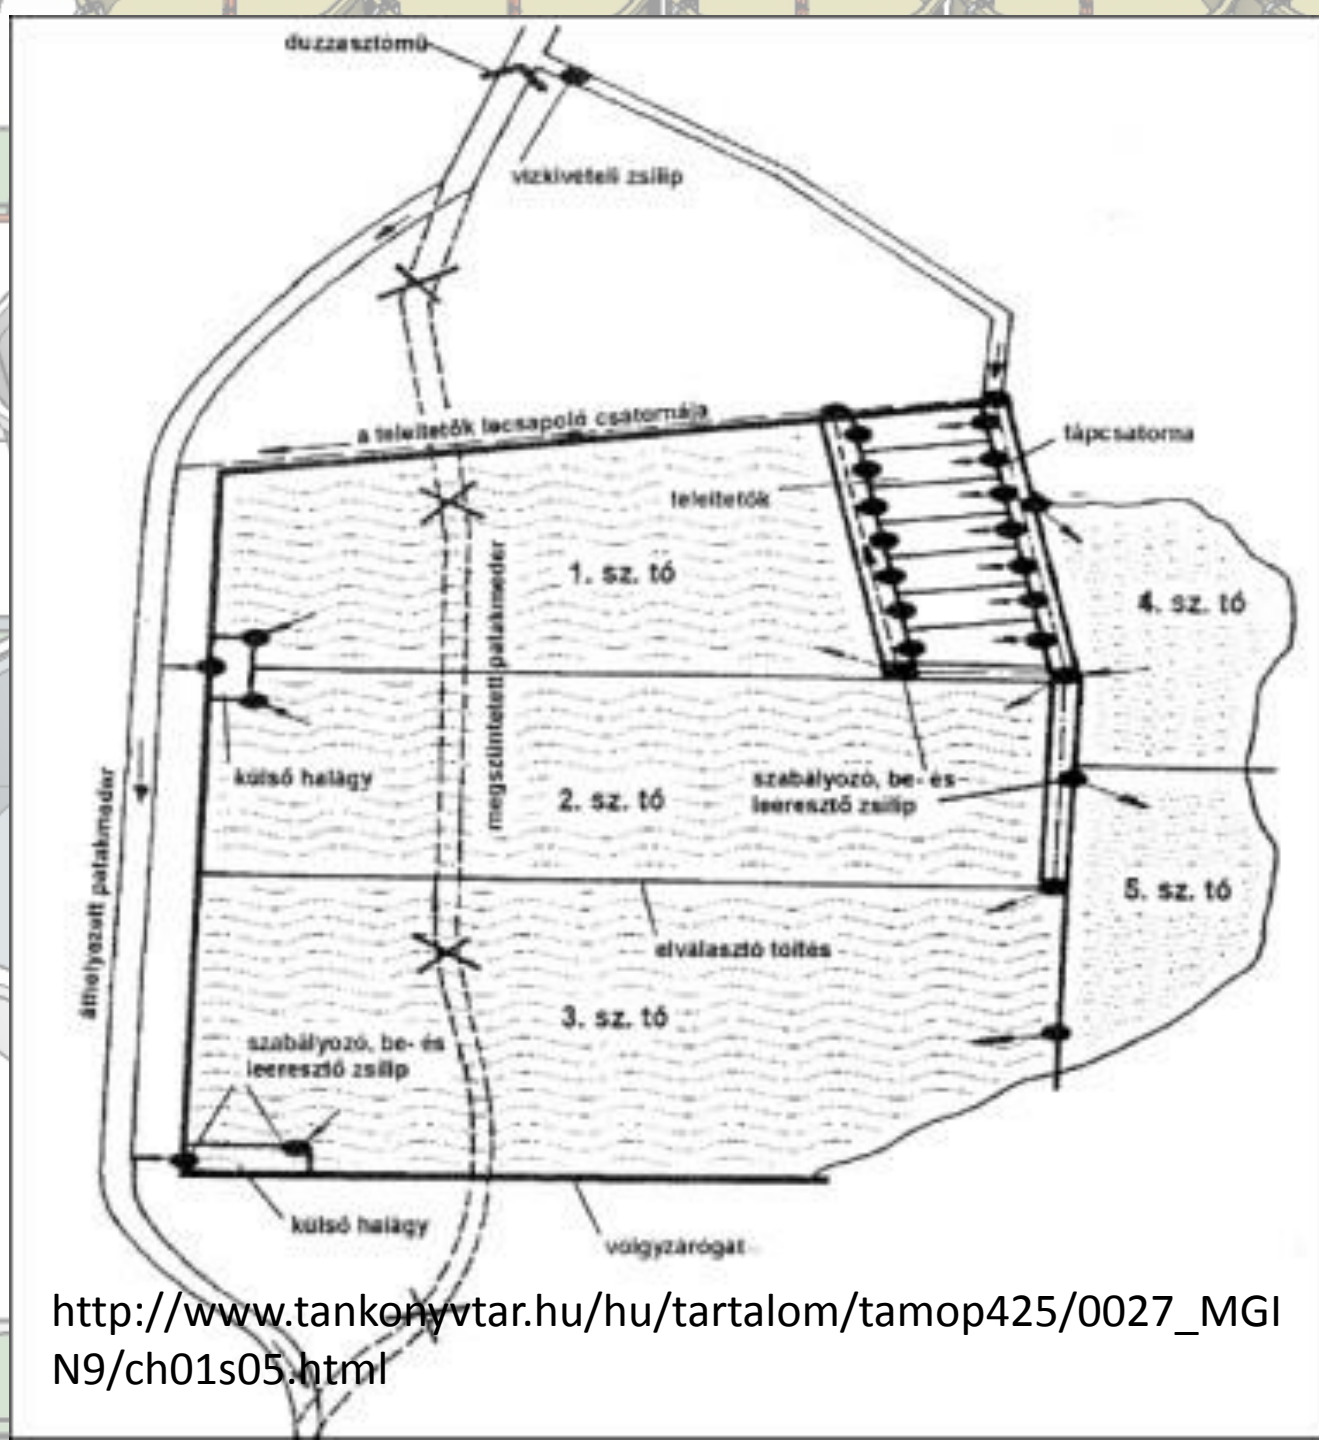 duzzasztómű
vízkivételi zsilip
a teleltetők lecsapoló csatornája
tápcsatorna
teleltetők
1. sz. tó
4. sz. tó
megszüntetett patakmeder
külső halágy
2. sz. tó
szabályozó, be- és
leeresztő zsilip
áthelyezett patakmeder
5. sz. tó
elválasztó töltés
3. sz. tó
szabályozó, be- és
leeresztő zsilip
külső halágy
völgyzárógát
http://www.tankonyvtar.hu/hu/tartalom/tamop425/0027_MGI
N9/ch01s05.html